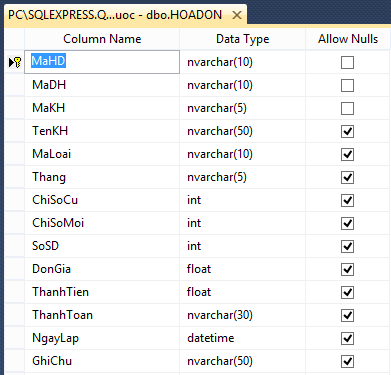 PC\SQLEXPRESS.Q...uoc - dbo.HOADON ×
Column Name Data Type Allow Nulls
MaHD nvarchar(10)
MaDH nvarchar(10)
MaKH nvarchar(5)
TenKH nvarchar(50)
MaLoai nvarchar(10)
Thang nvarchar(5)
ChiSoCu int
ChiSoMoi int
SoSD int
DonGia float
ThanhTien float
ThanhToan nvarchar(30)
NgayLap datetime
GhiChu nvarchar(50)